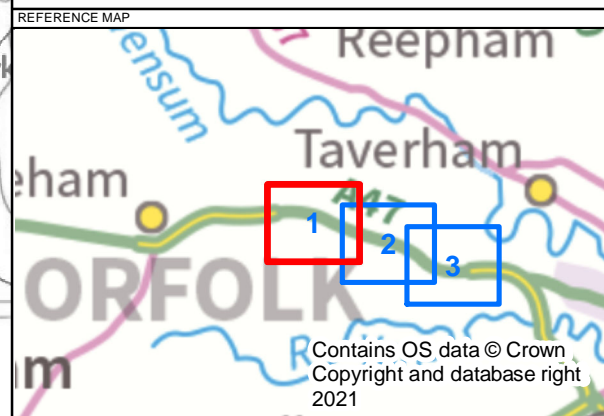 REFERENCE MAP
Reepham
ensum
Taverham
eham
A47
1
2
3
ORFOLK
m
Contains OS data © Crown
Copyright and database right
2021